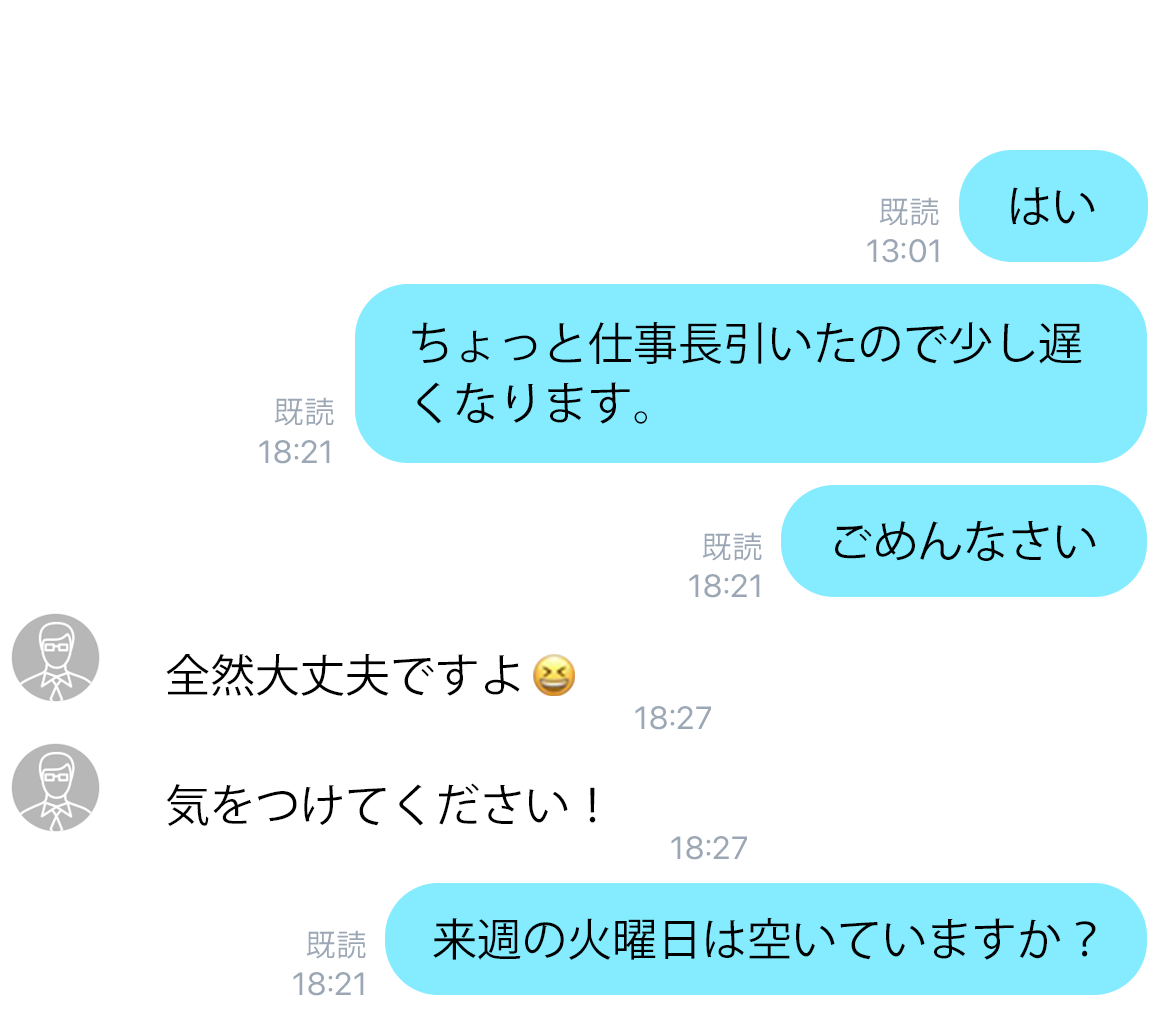 はい
既読
13:01
ちょっと仕事長引いたので少し遅
くなります。
既読
18:21
ごめんなさい
既読
18:21
全然大丈夫ですよ😆
18:27
気をつけてください！
18:27
来週の火曜日は空いていますか？
既読
18:21